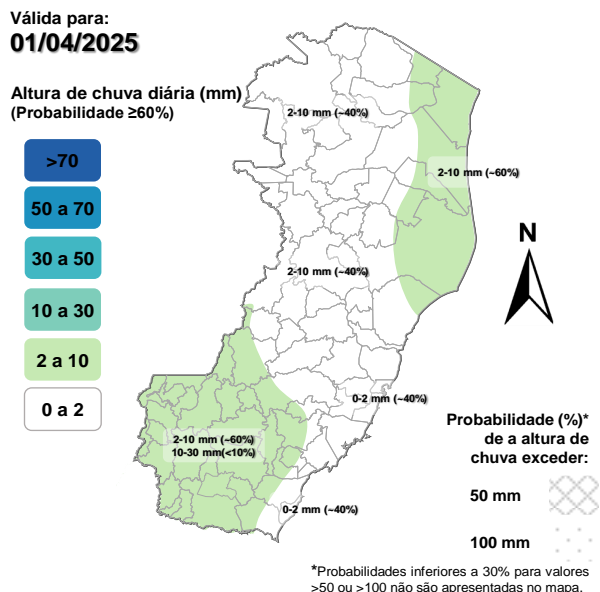 Válida para:
01/04/2025
Altura de chuva diária (mm)
(Probabilidade ≥60%)
>70
50 a 70
30 a 50
10 a 30
2 a 10
0 a 2
2-10 mm (~40%)
2-10 mm (~60%)
N
2-10 mm (~40%)
0-2 mm (~40%)
2-10 mm (~60%)
10-30 mm(<10%)
0-2 mm (~40%)
Probabilidade (%)*
de a altura de
chuva exceder:
50 mm
100 mm
*Probabilidades inferiores a 30% para valores
>50 ou >100 não são apresentadas no mapa.